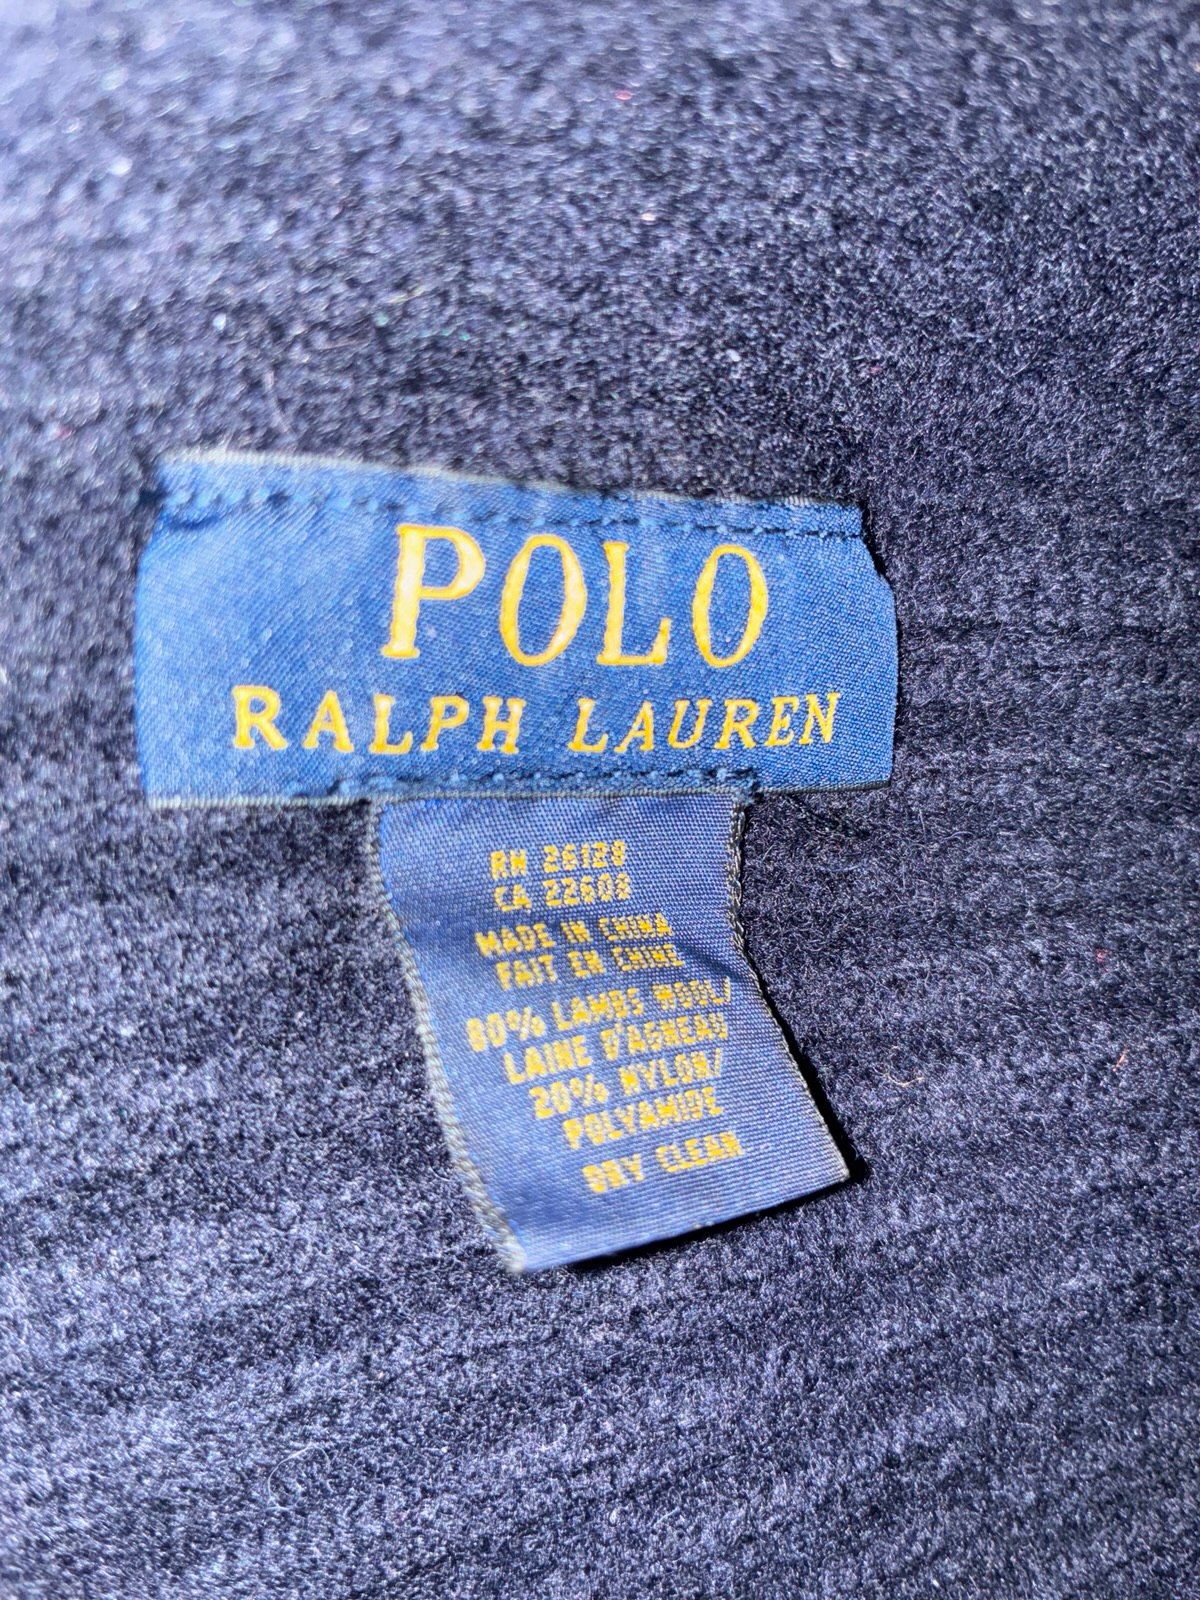 POLO
RALPH LAUREN
RN 26128
CA 22608
MADE IN CHINA
FAIT EN CHINE
80% LAMBS WOOL/
LAINE D'AGNEAU
20% NYLON/
POLYAMIDE
DRY CLEAN